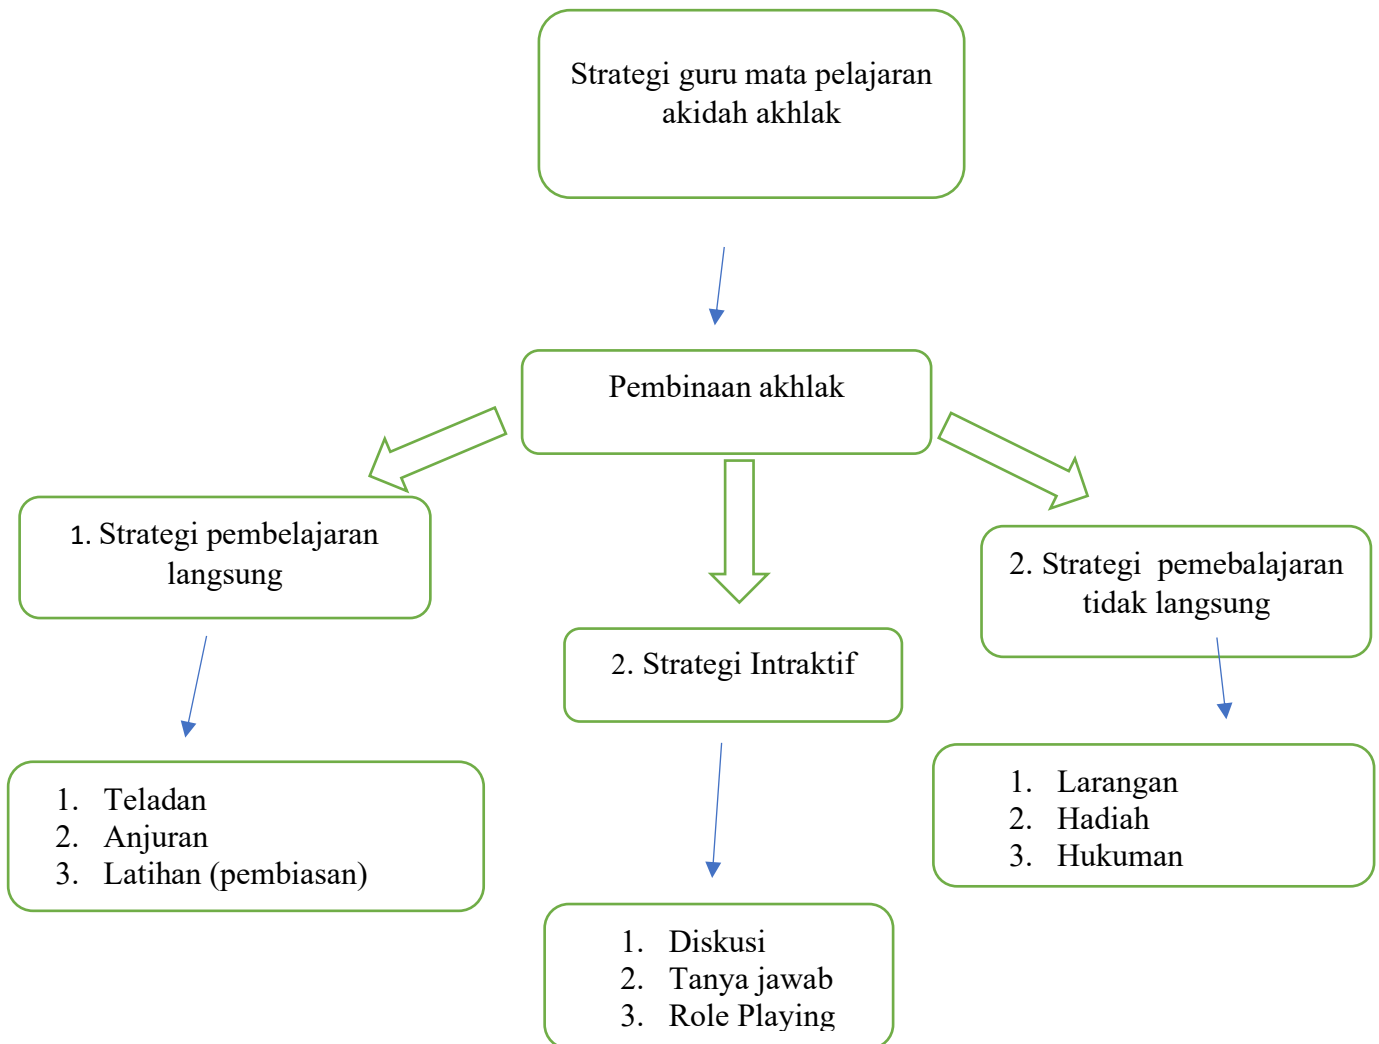 Strategi guru mata pelajaran
akidah akhlak
Pembinaan akhlak
1. Strategi pembelajaran
langsung
2. Strategi Intraktif
2. Strategi pemebalajaran
tidak langsung
1. Teladan
2. Anjuran
3. Latihan (pembiasan)
1. Diskusi
2. Tanya jawab
3. Role Playing
1. Larangan
2. Hadiah
3. Hukuman